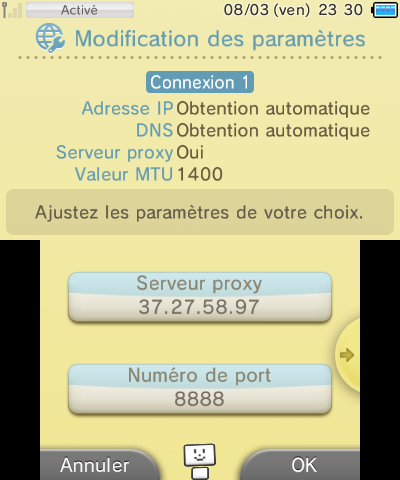 Activé 08/03 (ven) 23 30
Modification des paramètres
Connexion 1
Adresse IP Obtention automatique
DNS Obtention automatique
Serveur proxy Oui
Valeur MTU 1400
Ajustez les paramètres de votre choix.
Serveur proxy
37.27.58.97
Numéro de port
8888
Annuler OK